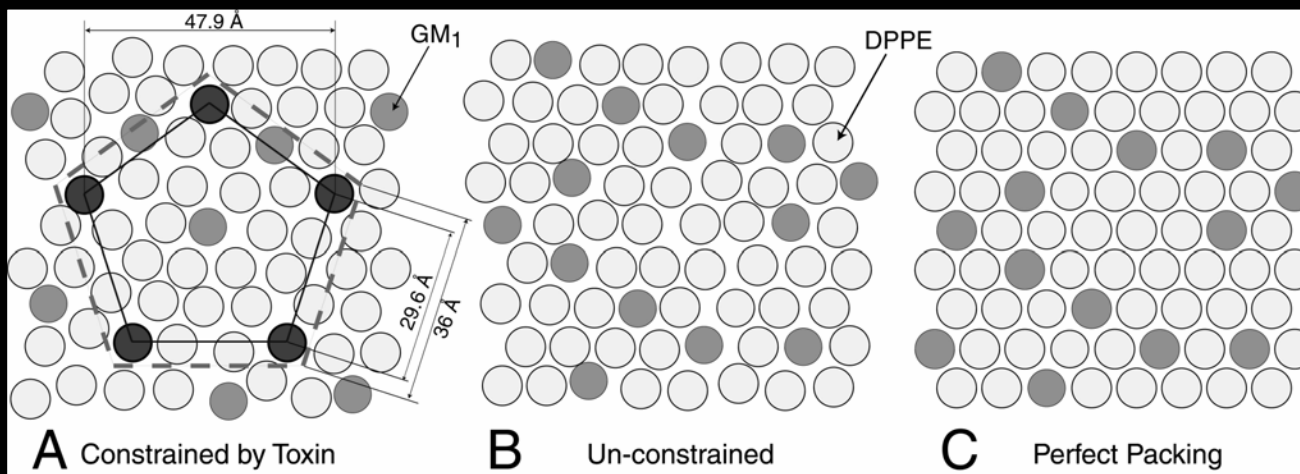 47.9 Å
GM1
DPPE
29.6 Å
36 Å
A Constrained by Toxin
B Un-constrained
C Perfect Packing